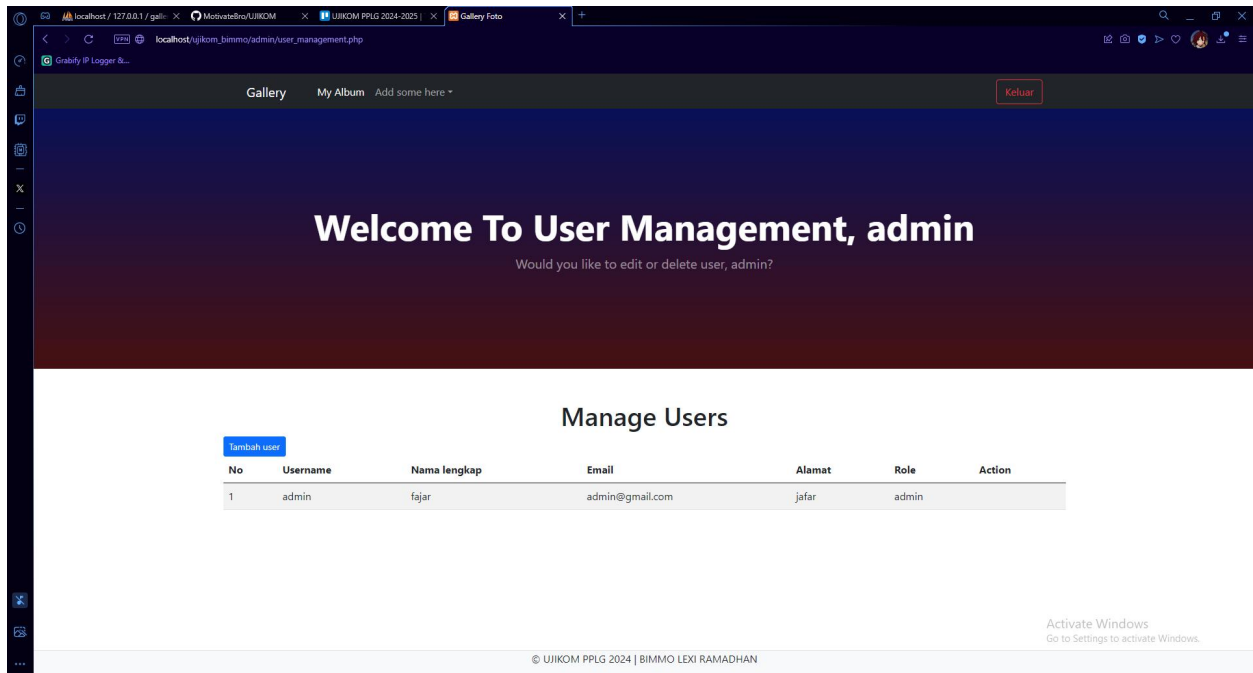 localhost / 127.0.0.1 / galle
MotivateBro/UJIKOM
UJIKOM PPLG 2024-2025 |
Gallery Foto
VPN
localhost/ujikom_bimmo/admin/user_management.php
G Grabify IP Logger &...
Gallery My Album Add some here Keluar
Welcome To User Management, admin
Would you like to edit or delete user, admin?
Manage Users
Tambah user
No Username Nama lengkap Email Alamat Role Action
1 admin fajar admin@gmail.com jafar admin
Activate Windows
Go to Settings to activate Windows.
© UJIKOM PPLG 2024 | BIMMO LEXI RAMADHAN